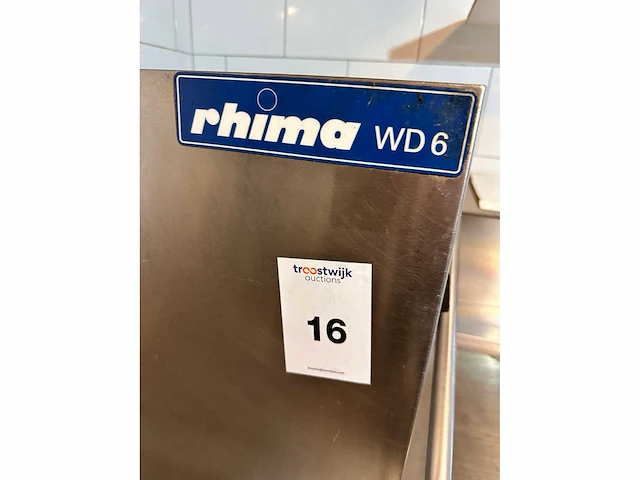 rhima WD 6
troostwijk
auctions
16